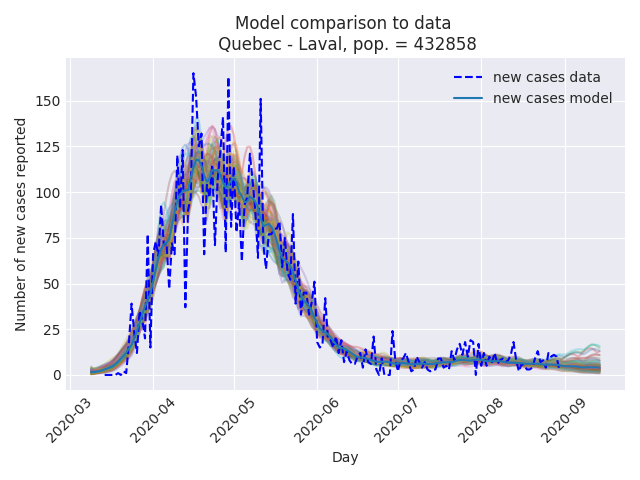 Model comparison to data
Quebec - Laval, pop. = 432858
new cases data
new cases model
Number of new cases reported
150
125
100
75
50
25
0
2020-03
2020-04
2020-05
2020-06
2020-07
2020-08
2020-09
Day